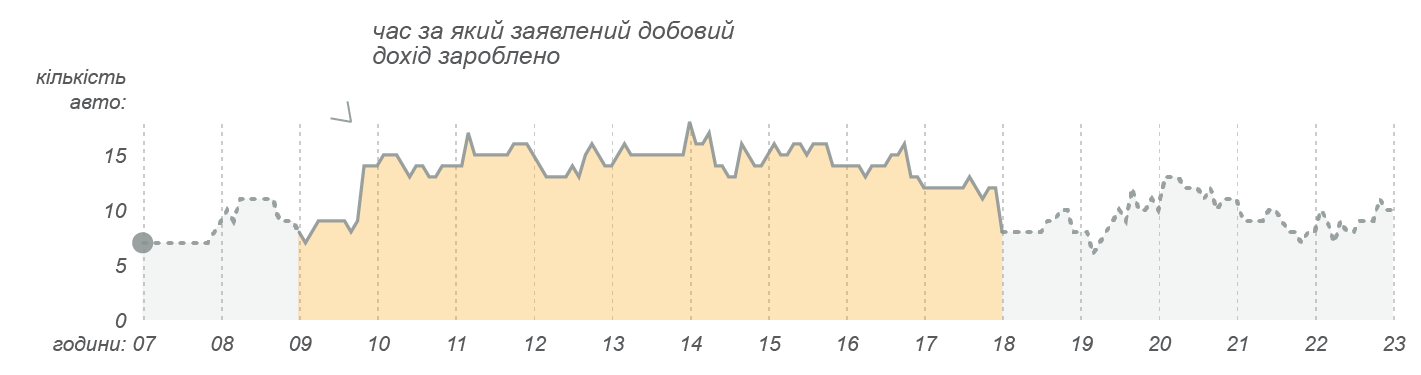 час за який заявлений добовий
дохід зароблено
кількість
авто:
15
10
5
0
години: 07 08 09 10 11 12 13 14 15 16 17 18 19 20 21 22 23